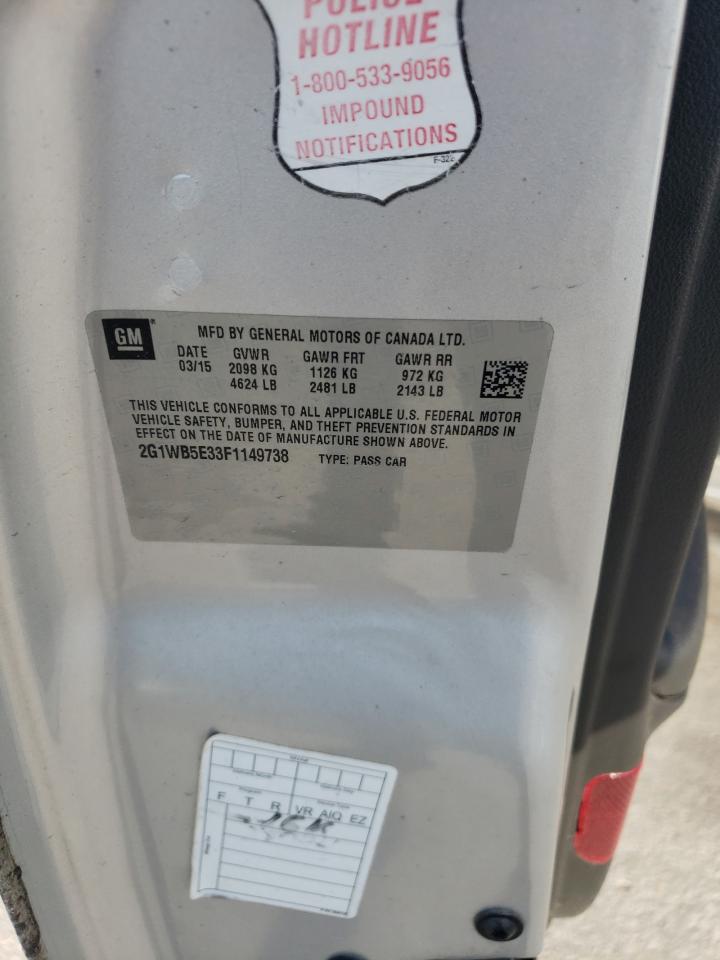 POLICE
HOTLINE
1-800-533-9056
IMPOUND
NOTIFICATIONS
GM
MFD BY GENERAL MOTORS OF CANADA LTD.
DATE GVWR GAWR FRT GAWR RR
03/15 2098 KG 1126 KG 972 KG
4624 LB 2481 LB 2143 LB
THIS VEHICLE CONFORMS TO ALL APPLICABLE U.S. FEDERAL MOTOR
VEHICLE SAFETY, BUMPER, AND THEFT PREVENTION STANDARDS IN
EFFECT ON THE DATE OF MANUFACTURE SHOWN ABOVE.
2G1WB5E33F1149738 TYPE: PASS CAR
F T R VR AIQ EZ